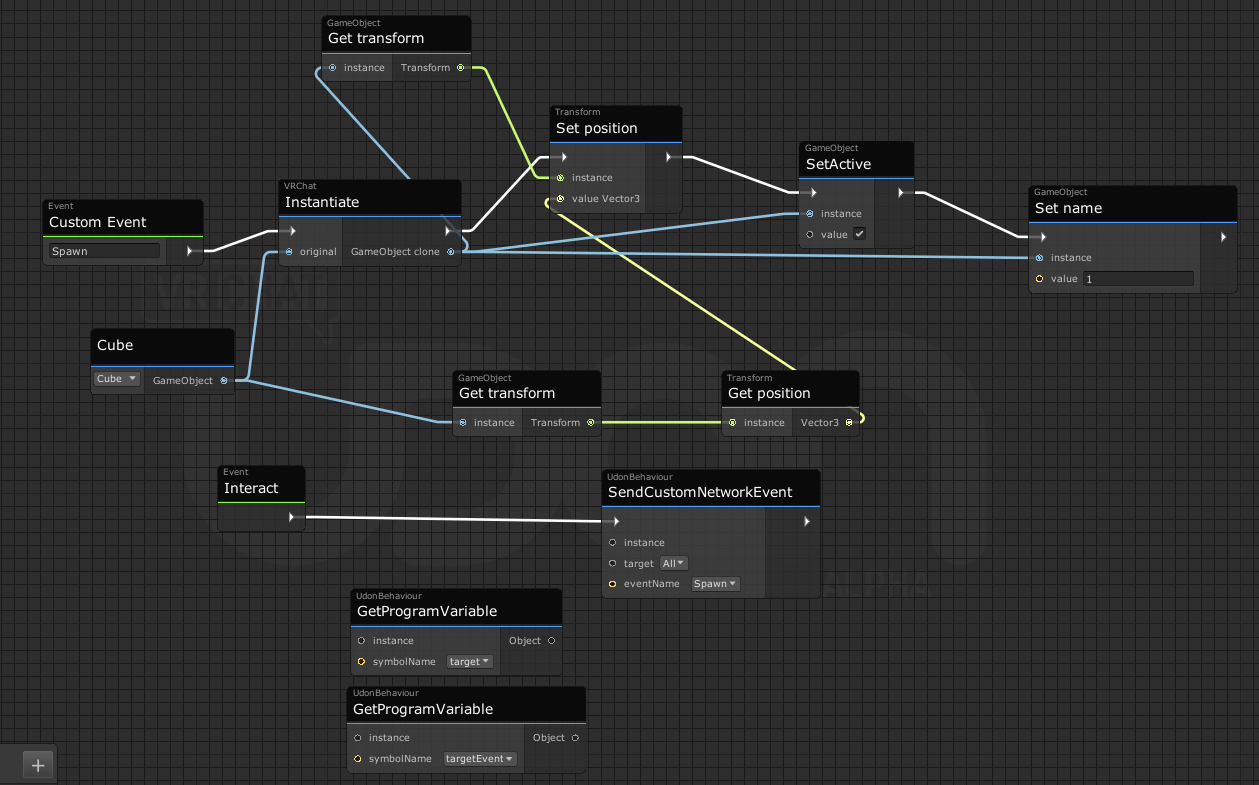 GameObject
Get transform
instance Transform
Transform
Set position
instance
value Vector3
GameObject
SetActive
instance
value
GameObject
Set name
instance
value 1
VRChat
Instantiate
original GameObject clone
Event
Custom Event
Spawn
Cube
Cube GameObject
GameObject
Get transform
instance Transform
Transform
Get position
instance Vector3
Event
Interact
UdonBehaviour
SendCustomNetworkEvent
instance
target All
eventName Spawn
ALPHA
UdonBehaviour
GetProgramVariable
instance Object
symbolName target
UdonBehaviour
GetProgramVariable
instance Object
symbolName targetEvent
+